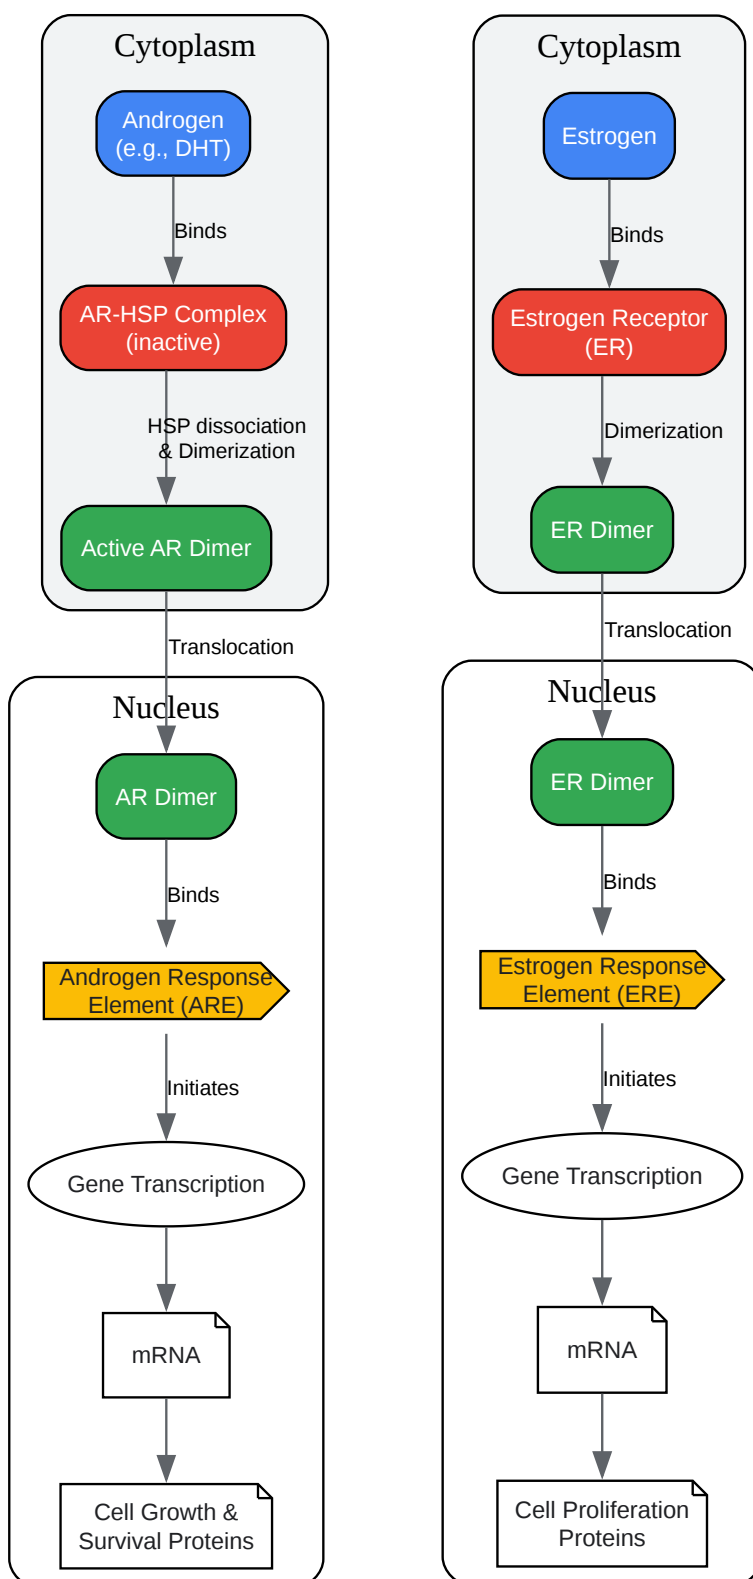 Cytoplasm
Androgen
(e.g., DHT)
Binds
AR-HSP Complex
(inactive)
HSP dissociation
& Dimerization
Active AR Dimer
Translocation
Nucleus
AR Dimer
Binds
Androgen Response
Element (ARE)
Initiates
Gene Transcription
mRNA
Cell Growth &
Survival Proteins
Cytoplasm
Estrogen
Binds
Estrogen Receptor
(ER)
Dimerization
ER Dimer
Translocation
Nucleus
ER Dimer
Binds
Estrogen Response
Element (ERE)
Initiates
Gene Transcription
mRNA
Cell Proliferation
Proteins